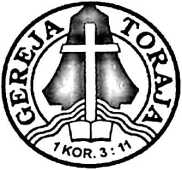 GEREJA TORAJA
1 KOR. 3 : 11